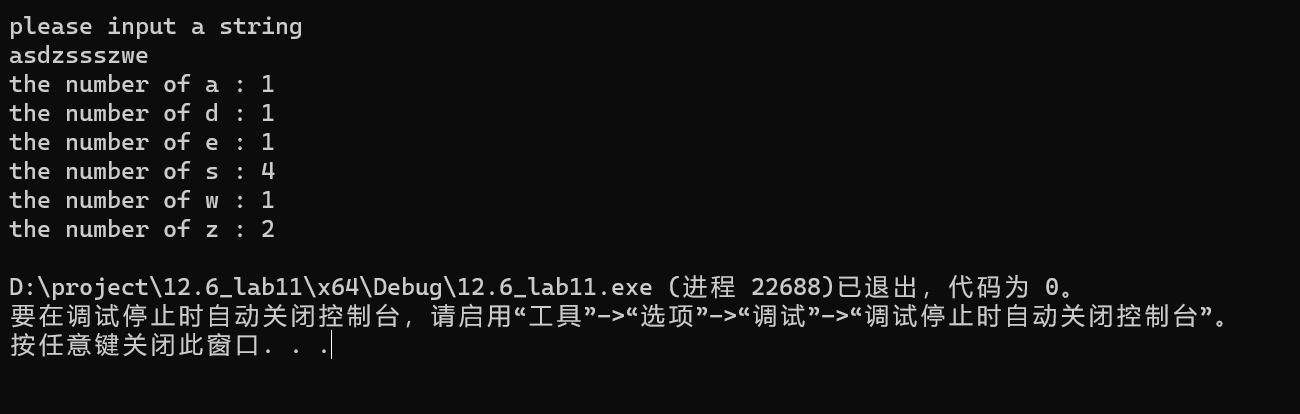 please input a string
asdzssszwe
the number of a : 1
the number of d : 1
the number of e : 1
the number of s : 4
the number of w : 1
the number of z : 2
D:\project\12.6_lab11\x64\Debug\12.6_lab11.exe (进程 22688)已退出，代码为 0。
要在调试停止时自动关闭控制台，请启用“工具”->“选项”->“调试”->“调试停止时自动关闭控制台”。
按任意键关闭此窗口. . .